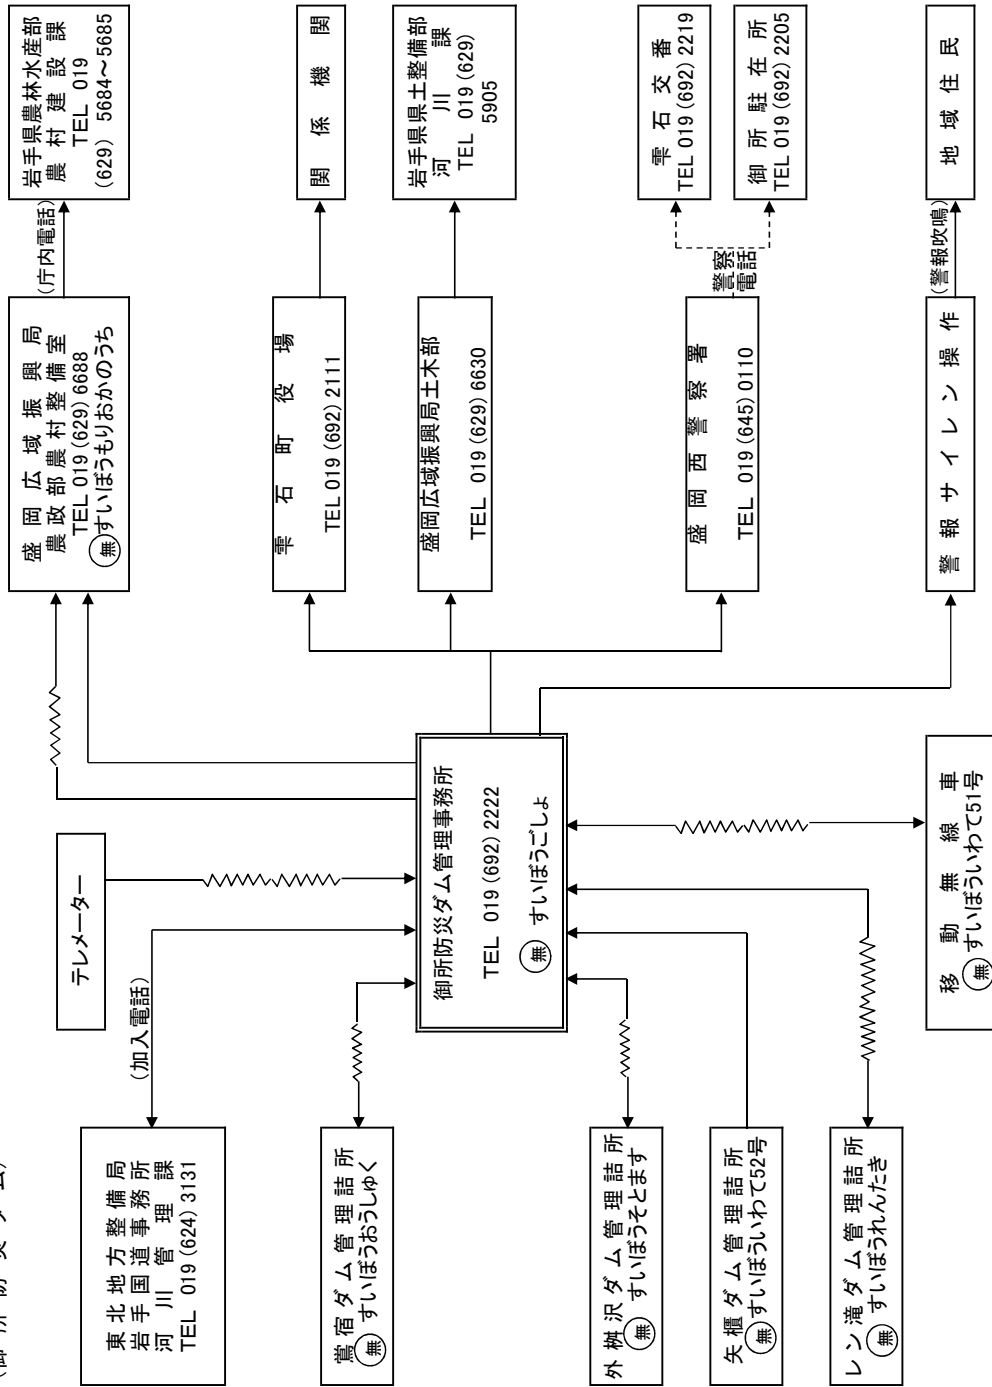 (御所防災ダム)
東北地方整備局
岩手国道事務所
河川管理課
TEL 019(624)3131
(加入電話)
テレメーター
鶯宿ダム管理詰所
無 すいぼうおうしゅく
外桝沢ダム管理詰所
無 すいぼうそとます
矢櫃ダム管理詰所
無 すいぼういわて52号
レン滝ダム管理詰所
無 すいぼうれんたき
御所防災ダム管理事務所
TEL 019(692)2222
無 すいぼうごしょ
移動無線車
無 すいぼういわて51号
盛岡広域振興局
農政部農村整備室
TEL 019(629)6688
無 すいぼうもりおかのうち
(庁内電話)
岩手県農林水産部
農村建設課
TEL 019
(629) 5684～5685
雫石町役場
TEL 019(692)2111
関係機関
盛岡広域振興局土木部
TEL 019(629)6630
岩手県県土整備部
河川課
TEL 019(629)
5905
盛岡西警察署
TEL 019(645)0110
警察
電話
雫石交番
TEL 019(692)2219
御所駐在所
TEL 019(692)2205
警報サイレン操作
(警報吹鳴)
地域住民